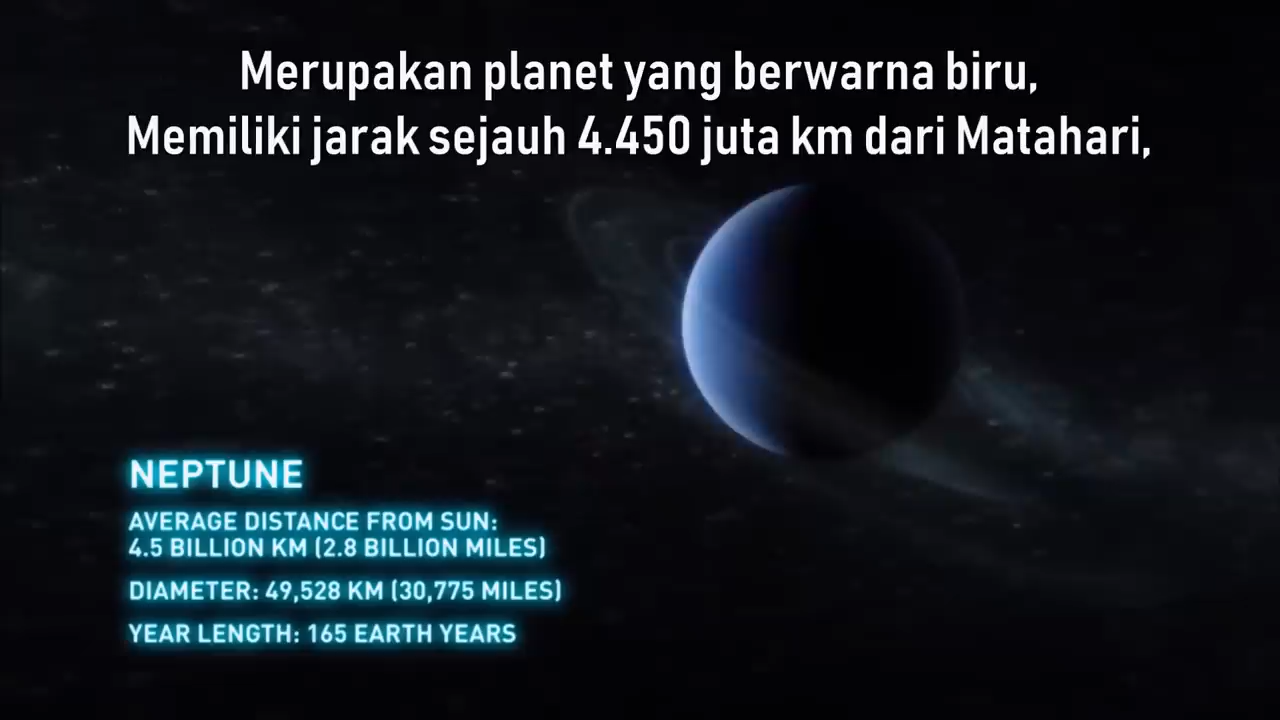 Merupakan planet yang berwarna biru,
Memiliki jarak sejauh 4.450 juta km dari Matahari,
NEPTUNE
AVERAGE DISTANCE FROM SUN:
4.5 BILLION KM (2.8 BILLION MILES)
DIAMETER: 49,528 KM (30,775 MILES)
YEAR LENGTH: 165 EARTH YEARS